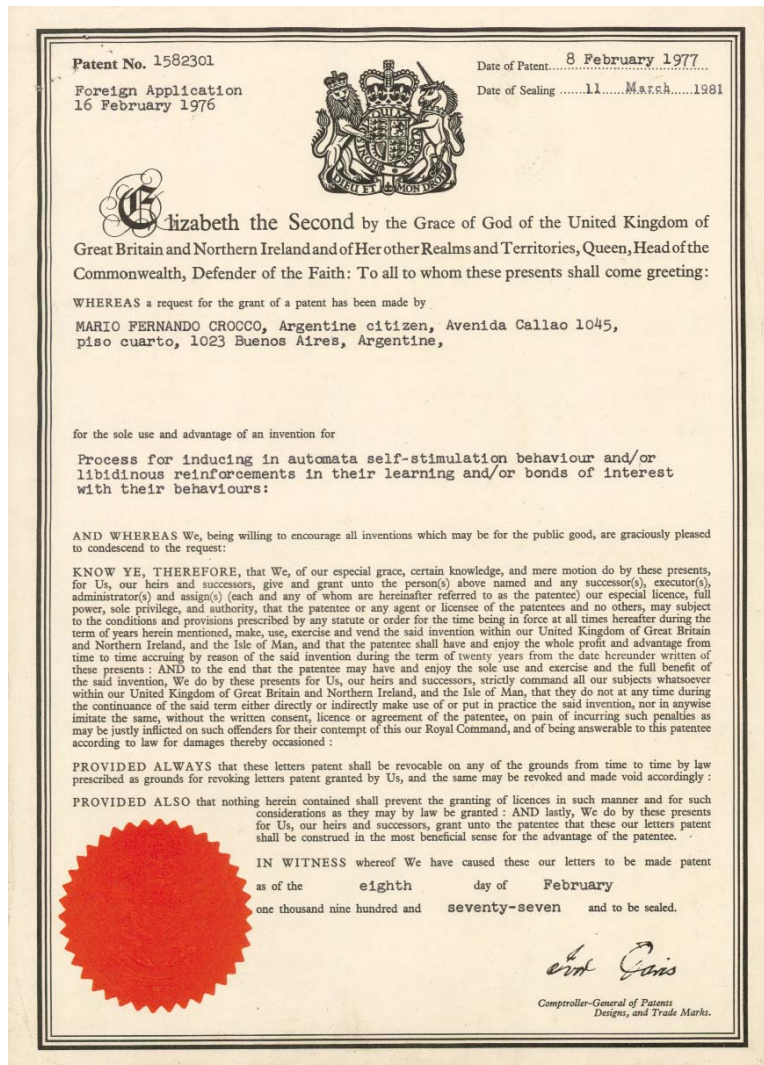 Patent No. 1582301
Foreign Application
16 February 1976
Date of Patent 8 February 1977
Date of Sealing 11 March 1981
DIEU ET MON DROIT
Elizabeth the Second by the Grace of God of the United Kingdom of
Great Britain and Northern Ireland and of Her other Realms and Territories, Queen, Head of the
Commonwealth, Defender of the Faith: To all to whom these presents shall come greeting:
WHEREAS a request for the grant of a patent has been made by
MARIO FERNANDO CROCCO, Argentine citizen, Avenida Callao 1045,
piso cuarto, 1023 Buenos Aires, Argentine,
for the sole use and advantage of an invention for
Process for inducing in automata self-stimulation behaviour and/or
libidinous reinforcements in their learning and/or bonds of interest
with their behaviours:
AND WHEREAS We, being willing to encourage all inventions which may be for the public good, are graciously pleased
to condescend to the request:
KNOW YE, THEREFORE, that We, of our especial grace, certain knowledge, and mere motion do by these presents,
for Us, our heirs and successors, give and grant unto the person(s) above named and any successor(s), executor(s),
administrator(s) and assign(s) (each and any of whom are hereinafter referred to as the patentee) our especial licence, full
power, sole privilege, and authority, that the patentee or any agent or licensee of the patentees and no others, may subject
to the conditions and provisions prescribed by any statute or order for the time being in force at all times hereafter during the
term of years herein mentioned, make, use, exercise and vend the said invention within our United Kingdom of Great Britain
and Northern Ireland, and the Isle of Man, and that the patentee shall have and enjoy the whole profit and advantage from
time to time accruing by reason of the said invention during the term of twenty years from the date hereunder written of
these presents : AND to the end that the patentee may have and enjoy the sole use and exercise and the full benefit of
the said invention, We do by these presents for Us, our heirs and successors, strictly command all our subjects whatsoever
within our United Kingdom of Great Britain and Northern Ireland, and the Isle of Man, that they do not at any time during
the continuance of the said term either directly or indirectly make use of or put in practice the said invention, nor in anywise
imitate the same, without the written consent, licence or agreement of the patentee, on pain of incurring such penalties as
may be justly inflicted on such offenders for their contempt of this our Royal Command, and of being answerable to this patentee
according to law for damages thereby occasioned :
PROVIDED ALWAYS that these letters patent shall be revocable on any of the grounds from time to time by law
prescribed as grounds for revoking letters patent granted by Us, and the same may be revoked and made void accordingly :
PROVIDED ALSO that nothing herein contained shall prevent the granting of licences in such manner and for such
considerations as they may by law be granted : AND lastly, We do by these presents
for Us, our heirs and successors, grant unto the patentee that these our letters patent
shall be construed in the most beneficial sense for the advantage of the patentee.
IN WITNESS whereof We have caused these our letters to be made patent
as of the eighth day of February
one thousand nine hundred and seventy-seven and to be sealed.
Comptroller-General of Patents
Designs, and Trade Marks.